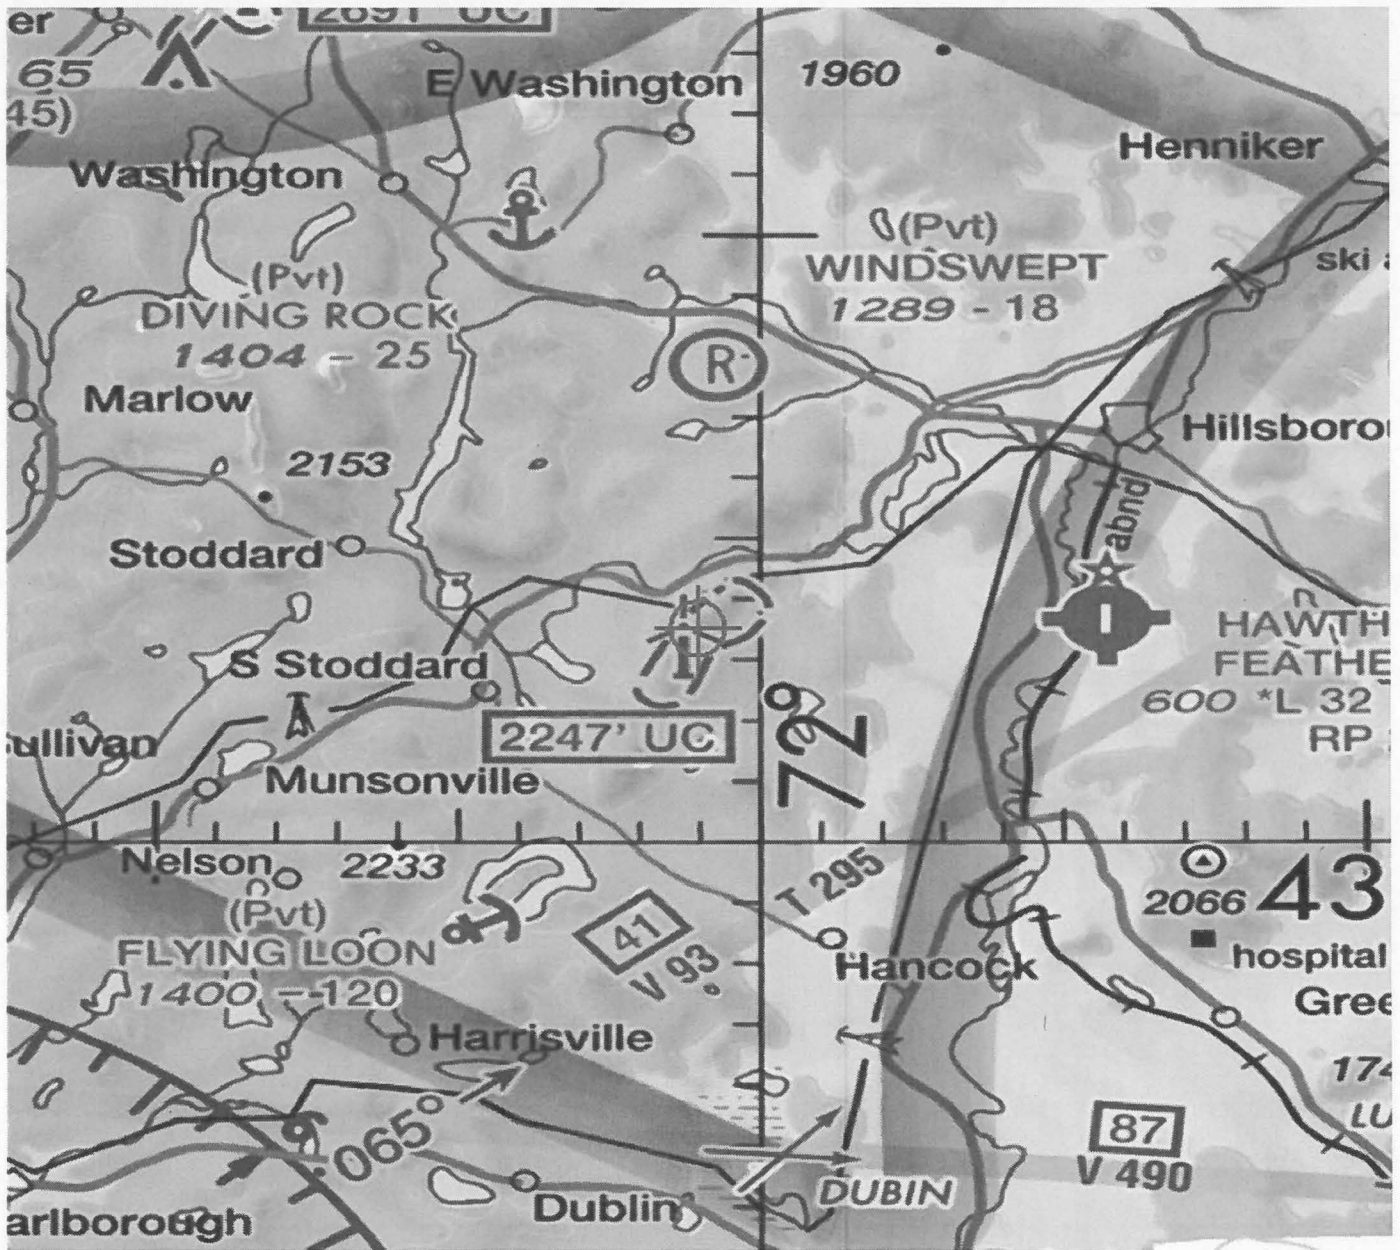 er
2691' UC
65
45)
E Washington
1960
Henniker
Washington
(Pvt)
WINDSWEPT
1289 - 18
ski
(Pvt)
DIVING ROCK
1404 - 25
R
Marlow
Hillsboro
2153
abnd
Stoddard
HAWTH
FEATHE
600 *L 32
RP
S Stoddard
ullivan
2247' UC
72°
Munsonville
Nelson
2233
T 295
2066
43
(Pvt)
FLYING LOON
1400 - 120
41
V 93
hospital
Hancock
Gree
Harrisville
174
LU
065°
87
V 490
DUBIN
Dublin
arlborough